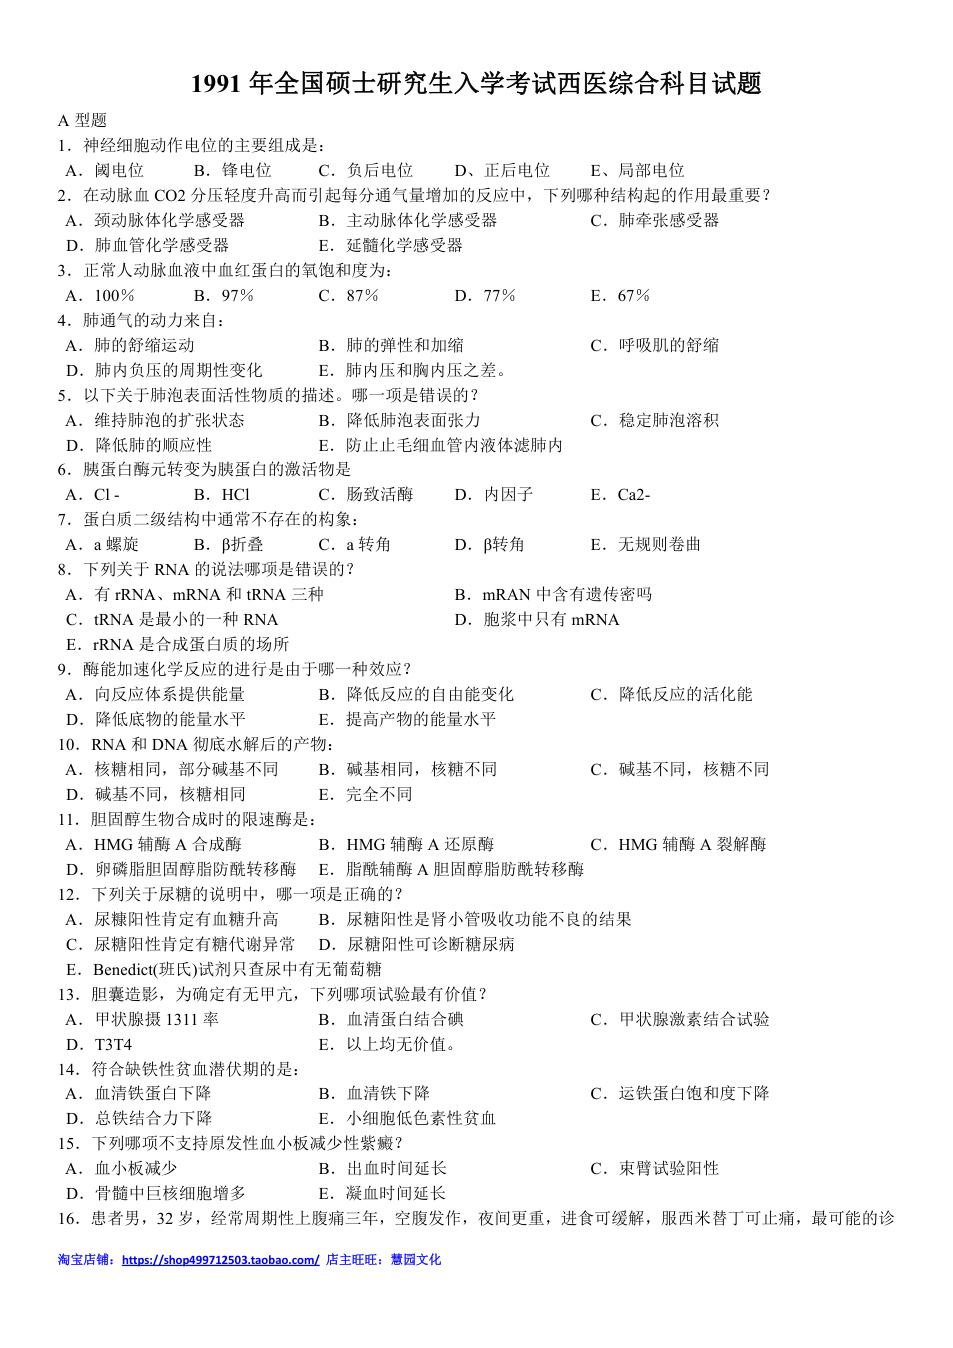 1991 年全国硕士研究生入学考试西医综合科目试题
A 型题
1．神经细胞动作电位的主要组成是：
A．阈电位 B．锋电位 C．负后电位 D、正后电位 E、局部电位
2．在动脉血 CO2 分压轻度升高而引起每分通气量增加的反应中，下列哪种结构起的作用最重要？
A．颈动脉体化学感受器 B．主动脉体化学感受器 C．肺牵张感受器
D．肺血管化学感受器 E．延髓化学感受器
3．正常人动脉血液中血红蛋白的氧饱和度为：
A．100％ B．97％ C．87％ D．77％ E．67％
4．肺通气的动力来自：
A．肺的舒缩运动 B．肺的弹性和加缩 C．呼吸肌的舒缩
D．肺内负压的周期性变化 E．肺内压和胸内压之差。
5．以下关于肺泡表面活性物质的描述。哪一项是错误的？
A．维持肺泡的扩张状态 B．降低肺泡表面张力 C．稳定肺泡溶积
D．降低肺的顺应性 E．防止止毛细血管内液体滤肺内
6．胰蛋白酶元转变为胰蛋白的激活物是
A．Cl - B．HCl C．肠致活酶 D．内因子 E．Ca2-
7．蛋白质二级结构中通常不存在的构象：
A．a 螺旋 B．β折叠 C．a 转角 D．β转角 E．无规则卷曲
8．下列关于 RNA 的说法哪项是错误的？
A．有 rRNA、mRNA 和 tRNA 三种 B．mRAN 中含有遗传密吗
C．tRNA 是最小的一种 RNA D．胞浆中只有 mRNA
E．rRNA 是合成蛋白质的场所
9．酶能加速化学反应的进行是由于哪一种效应？
A．向反应体系提供能量 B．降低反应的自由能变化 C．降低反应的活化能
D．降低底物的能量水平 E．提高产物的能量水平
10．RNA 和 DNA 彻底水解后的产物：
A．核糖相同，部分碱基不同 B．碱基相同，核糖不同 C．碱基不同，核糖不同
D．碱基不同，核糖相同 E．完全不同
11．胆固醇生物合成时的限速酶是：
A．HMG 辅酶 A 合成酶 B．HMG 辅酶 A 还原酶 C．HMG 辅酶 A 裂解酶
D．卵磷脂胆固醇脂防酰转移酶 E．脂酰辅酶 A 胆固醇脂肪酰转移酶
12．下列关于尿糖的说明中，哪一项是正确的？
A．尿糠阳性肯定有血糖升高 B．尿糖阳性是肾小管吸收功能不良的结果
C．尿糖阳性肯定有糖代谢异常 D．尿糖阳性可诊断糖尿病
E．Benedict(班氏)试剂只查尿中有无葡萄糖
13．胆囊造影，为确定有无甲亢，下列哪项试验最有价值？
A．甲状腺摄 1311 率 B．血清蛋白结合碘 C．甲状腺激素结合试验
D．T3T4 E．以上均无价值。
14．符合缺铁性贫血潜伏期的是：
A．血清铁蛋白下降 B．血清铁下降 C．运铁蛋白饱和度下降
D．总铁结合力下降 E．小细胞低色素性贫血
15．下列哪项不支持原发性血小板减少性紫癜？
A．血小板减少 B．出血时间延长 C．束臂试验阳性
D．骨髓中巨核细胞增多 E．凝血时间延长
16．患者男，32 岁，经常周期性上腹痛三年，空腹发作，夜间更重，进食可缓解，服西米替丁可止痛，最可能的诊
淘宝店铺：https://shop499712503.taobao.com/ 店主旺旺：慧园文化